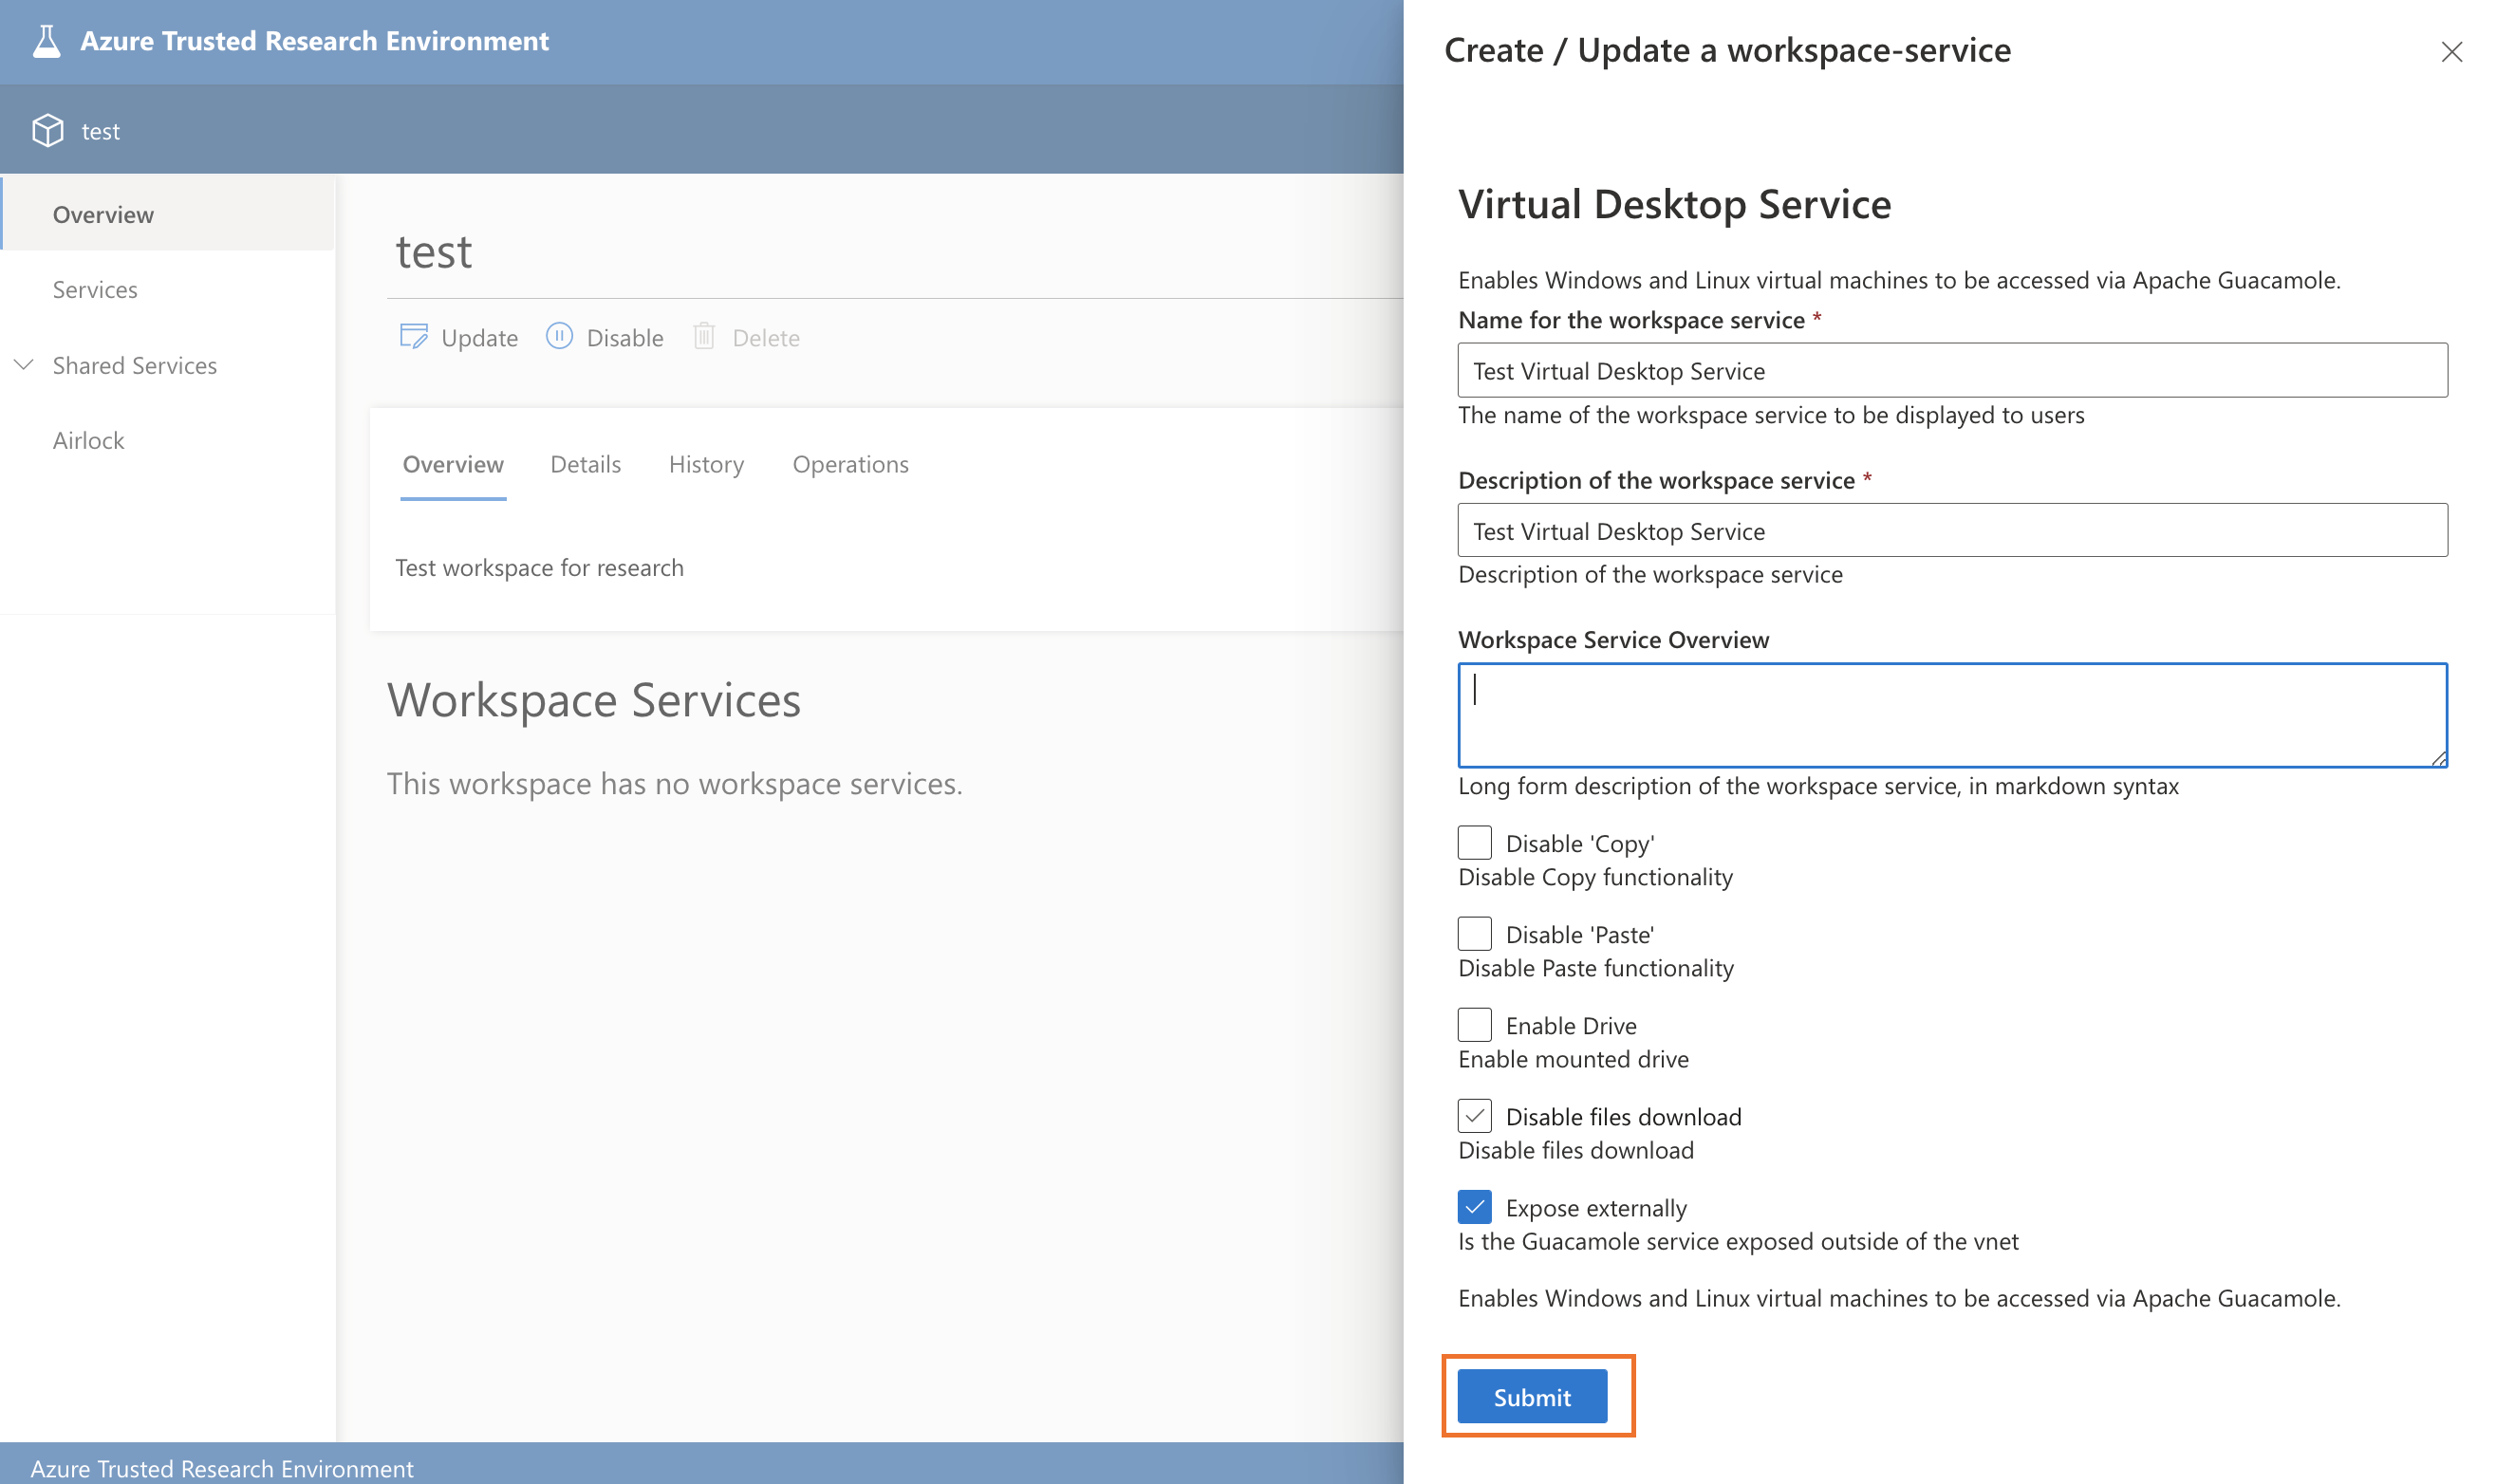 Azure Trusted Research Environment
test
Overview
Services
Shared Services
Airlock
test
Update
Disable
Delete
Overview
Details
History
Operations
Test workspace for research
Workspace Services
This workspace has no workspace services.
Azure Trusted Research Environment
Create / Update a workspace-service
Virtual Desktop Service
Enables Windows and Linux virtual machines to be accessed via Apache Guacamole.
Name for the workspace service *
Test Virtual Desktop Service
The name of the workspace service to be displayed to users
Description of the workspace service *
Test Virtual Desktop Service
Description of the workspace service
Workspace Service Overview
Long form description of the workspace service, in markdown syntax
Disable 'Copy'
Disable Copy functionality
Disable 'Paste'
Disable Paste functionality
Enable Drive
Enable mounted drive
Disable files download
Disable files download
Expose externally
Is the Guacamole service exposed outside of the vnet
Enables Windows and Linux virtual machines to be accessed via Apache Guacamole.
Submit